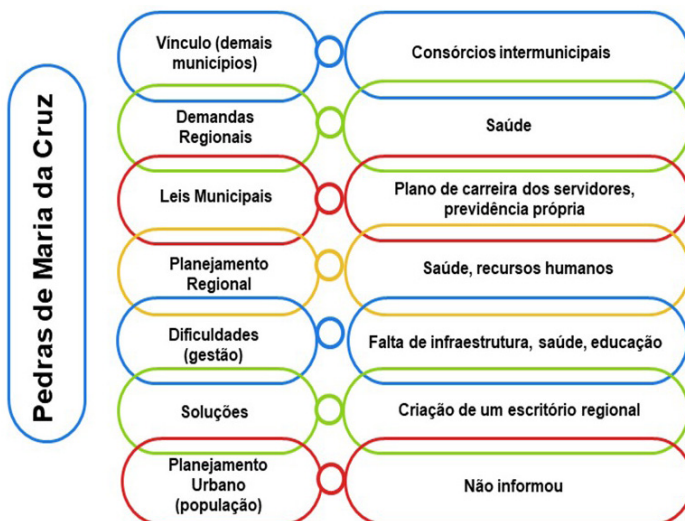 Pedras de Maria da Cruz
Vínculo (demais
municípios)
Consórcios intermunicipais
Demandas
Regionais
Saúde
Leis Municipais
Plano de carreira dos servidores,
previdência própria
Planejamento
Regional
Saúde, recursos humanos
Dificuldades
(gestão)
Falta de infraestrutura, saúde, educação
Soluções
Criação de um escritório regional
Planejamento
Urbano
(população)
Não informou